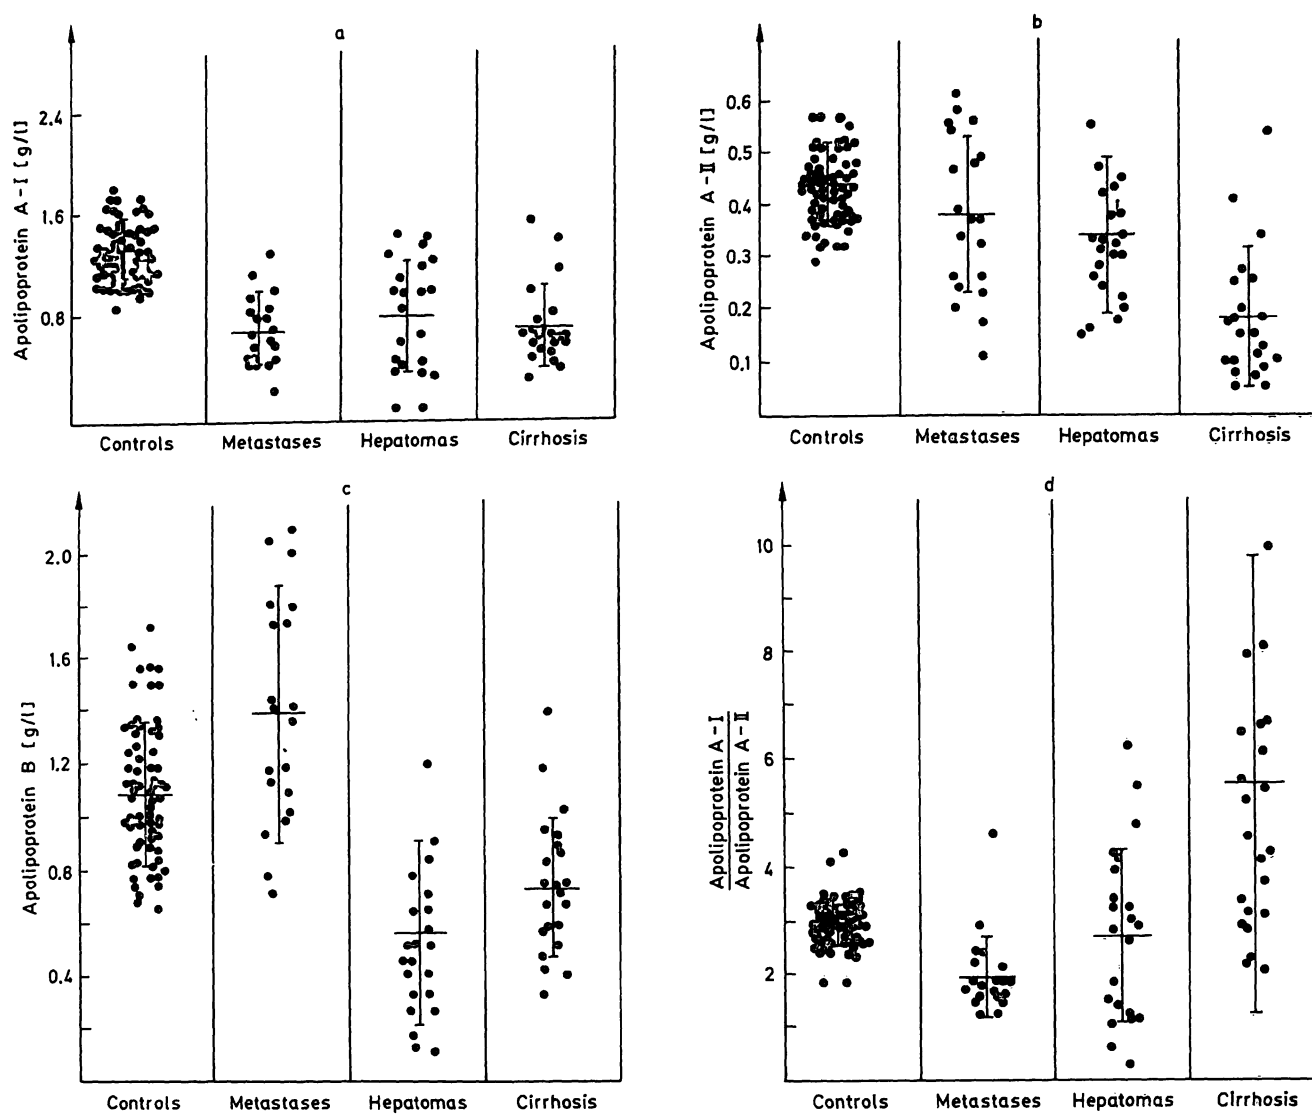 a
Apolipoprotein A-I [g/l]
2.4
1.6
0.8
Controls Metastases Hepatomas Cirrhosis
b
Apolipoprotein A-II [g/l]
0.6
0.5
0.4
0.3
0.2
0.1
Controls Metastases Hepatomas Cirrhosis
c
Apolipoprotein B [g/l]
2.0
1.6
1.2
0.8
0.4
Controls Metastases Hepatomas Cirrhosis
d
Apolipoprotein A-I
Apolipoprotein A-II
10
8
6
4
2
Controls Metastases Hepatomas Cirrhosis